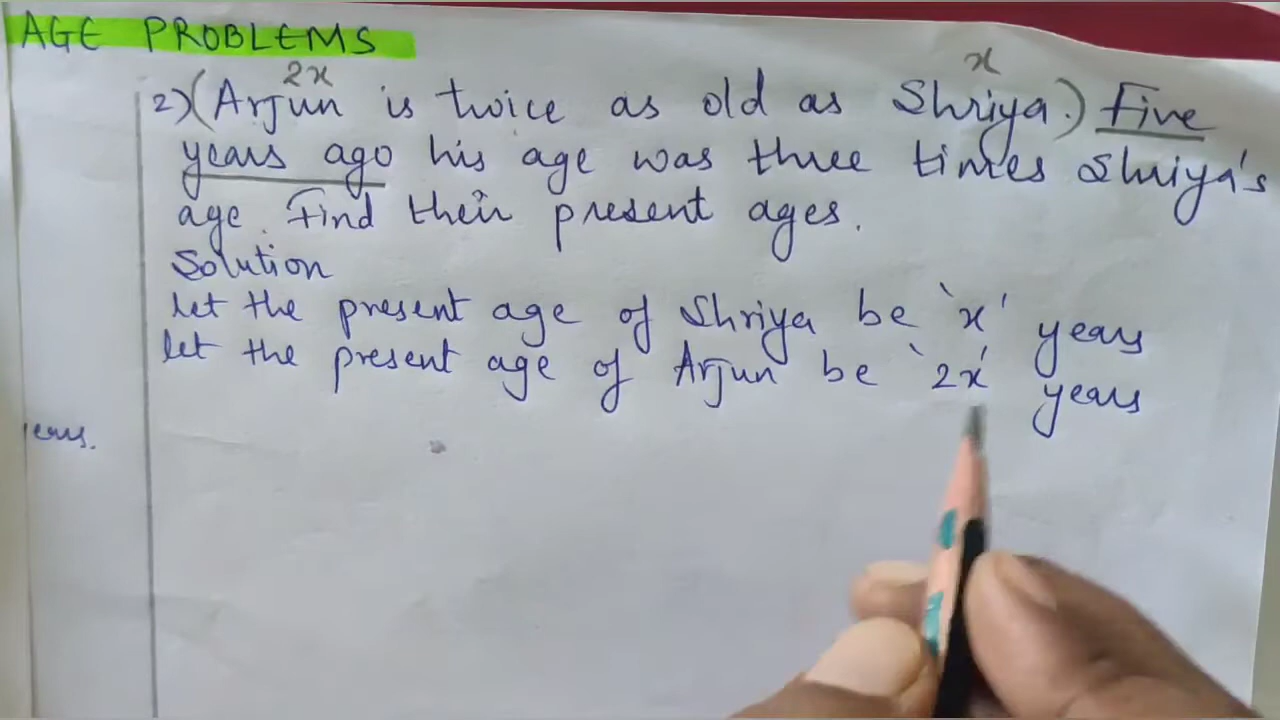 AGE PROBLEMS
2x x
2) (Arjun is twice as old as Shriya.) Five
years ago his age was three times Shriya's
age. Find their present ages.
Solution
let the present age of Shriya be 'x' years
let the present age of Arjun be '2x' years